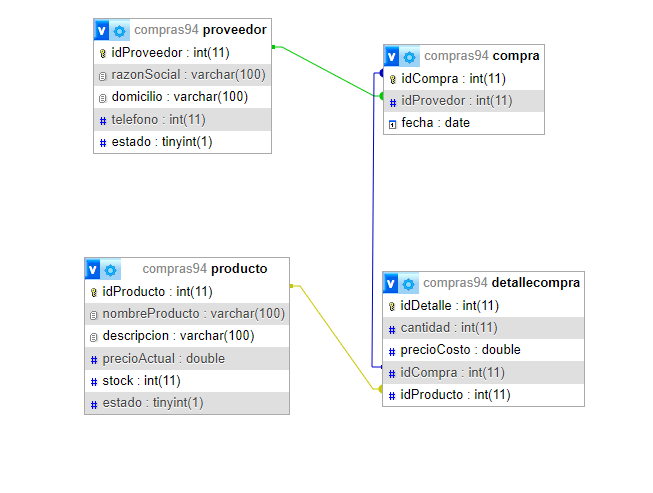 V compras94 proveedor
idProveedor : int(11)
razonSocial : varchar(100)
domicilio : varchar(100)
# telefono : int(11)
# estado : tinyint(1)
V compras94 compra
idCompra : int(11)
# idProvedor : int(11)
fecha : date
V compras94 producto
idProducto : int(11)
nombreProducto : varchar(100)
descripcion : varchar(100)
# precioActual : double
# stock : int(11)
# estado : tinyint(1)
V compras94 detallecompra
idDetalle : int(11)
# cantidad : int(11)
# precioCosto : double
# idCompra : int(11)
# idProducto : int(11)